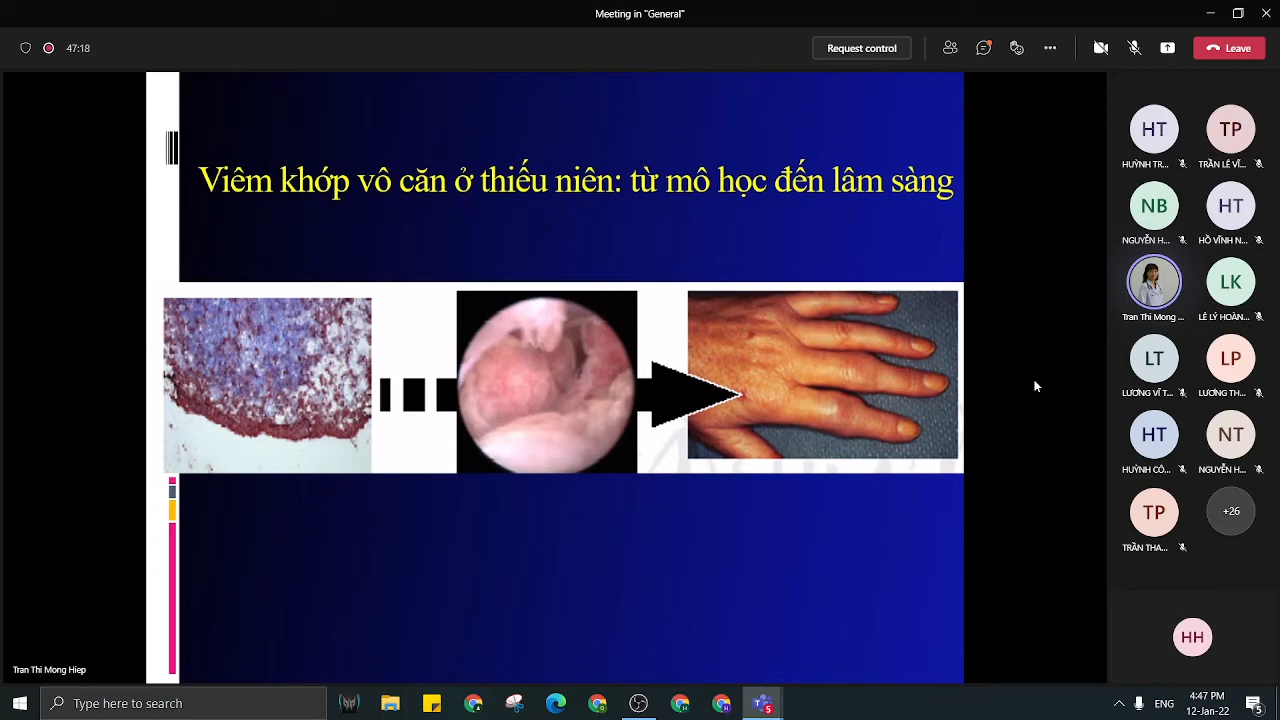 Meeting in "General"
47:18
Request control
Leave
Viêm khớp vô căn ở thiếu niên: từ mô học đến lâm sàng
HT
HUỲNH TR...
TP
TRẦN LÊ VĨ...
NB
NGUYỄN B...
HT
HỒ VĨNH T...
Tran Thi Mong ...
LK
LÊ Ý HOÀN...
LT
LƯƠNG VĨ T...
LP
LƯƠNG TH...
HT
HUỲNH CÔ...
NT
NGUYỄN H...
TP
TRẦN ĐAN...
+26
HH
Tran Thi Mong Hiep
Type here to search
5
ENG
4:47 PM
12-Jan-22
5